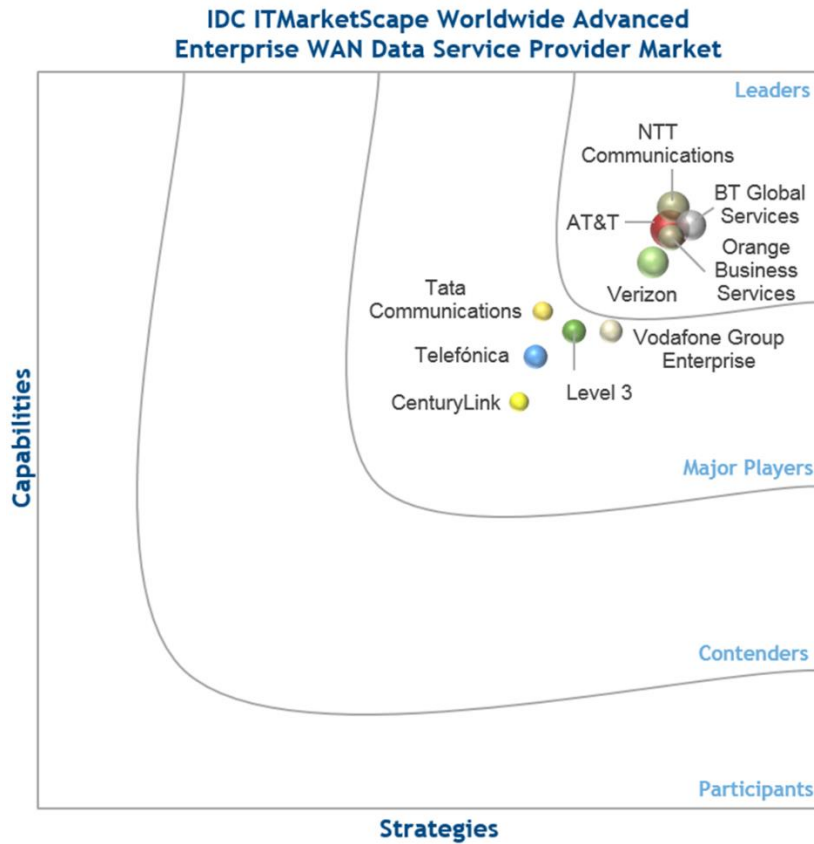 IDC ITMarketScape Worldwide Advanced
Enterprise WAN Data Service Provider Market
Leaders
NTT
Communications
BT Global
Services
AT&T
Orange
Business
Services
Verizon
Tata
Communications
Vodafone Group
Enterprise
Telefónica
Level 3
CenturyLink
Capabilities
Major Players
Contenders
Participants
Strategies